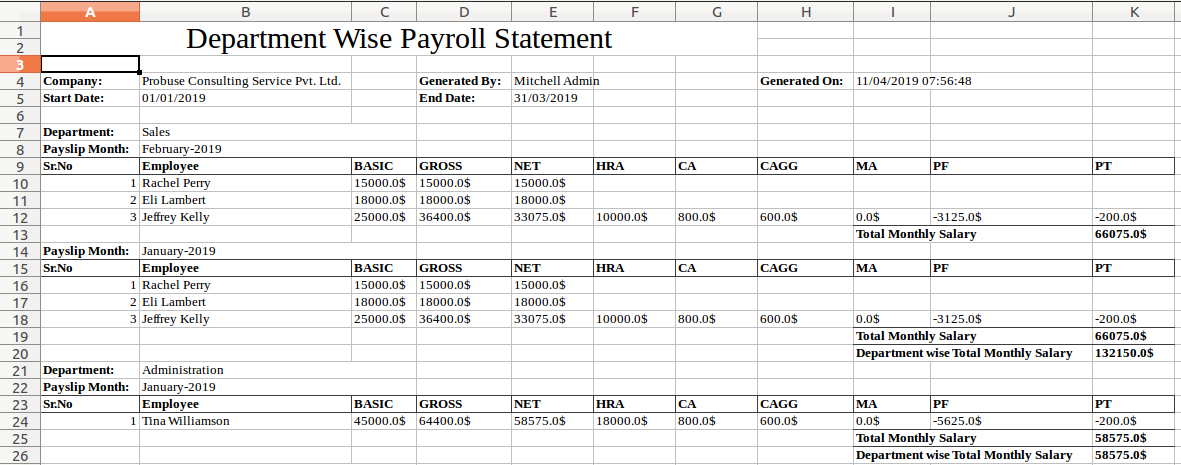 A B C D E F G H I J K
1 Department Wise Payroll Statement
2
3
4 Company: Probuse Consulting Service Pvt. Ltd. Generated By: Mitchell Admin Generated On: 11/04/2019 07:56:48
5 Start Date: 01/01/2019 End Date: 31/03/2019
6
7 Department: Sales
8 Payslip Month: February-2019
9 Sr.No Employee BASIC GROSS NET HRA CA CAGG MA PF PT
10 1 Rachel Perry 15000.0$ 15000.0$ 15000.0$
11 2 Eli Lambert 18000.0$ 18000.0$ 18000.0$
12 3 Jeffrey Kelly 25000.0$ 36400.0$ 33075.0$ 10000.0$ 800.0$ 600.0$ 0.0$ -3125.0$ -200.0$
13 Total Monthly Salary 66075.0$
14 Payslip Month: January-2019
15 Sr.No Employee BASIC GROSS NET HRA CA CAGG MA PF PT
16 1 Rachel Perry 15000.0$ 15000.0$ 15000.0$
17 2 Eli Lambert 18000.0$ 18000.0$ 18000.0$
18 3 Jeffrey Kelly 25000.0$ 36400.0$ 33075.0$ 10000.0$ 800.0$ 600.0$ 0.0$ -3125.0$ -200.0$
19 Total Monthly Salary 66075.0$
20 Department wise Total Monthly Salary 132150.0$
21 Department: Administration
22 Payslip Month: January-2019
23 Sr.No Employee BASIC GROSS NET HRA CA CAGG MA PF PT
24 1 Tina Williamson 45000.0$ 64400.0$ 58575.0$ 18000.0$ 800.0$ 600.0$ 0.0$ -5625.0$ -200.0$
25 Total Monthly Salary 58575.0$
26 Department wise Total Monthly Salary 58575.0$